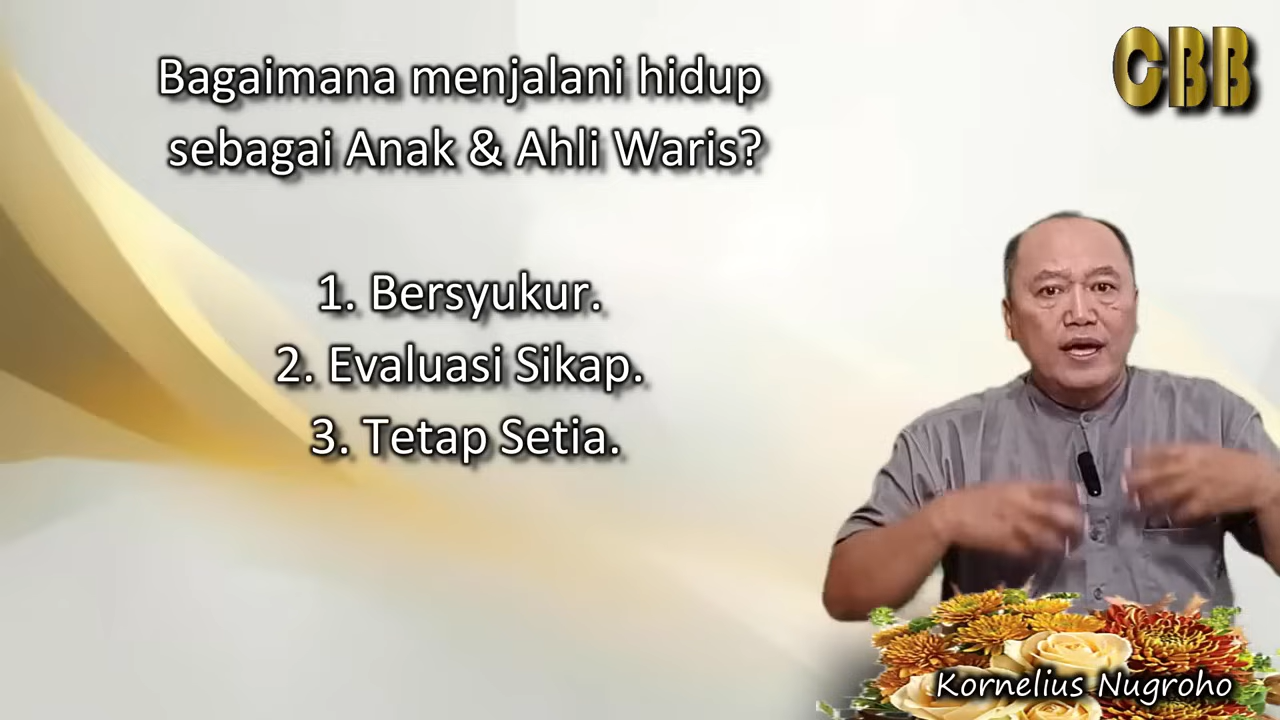 Bagaimana menjalani hidup
sebagai Anak & Ahli Waris?
1. Bersyukur.
2. Evaluasi Sikap.
3. Tetap Setia.
CBB
Kornelius Nugroho